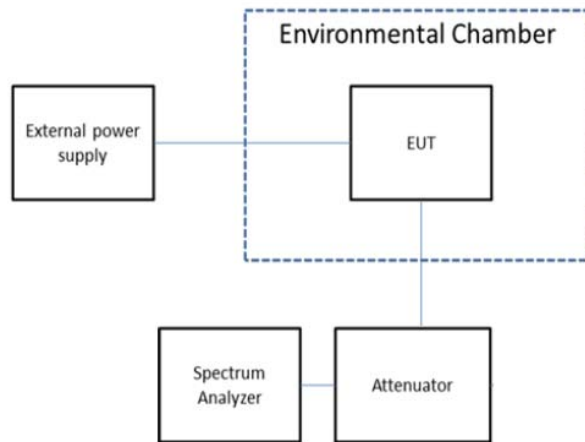 Environmental Chamber
External power
supply
EUT
Spectrum
Analyzer
Attenuator